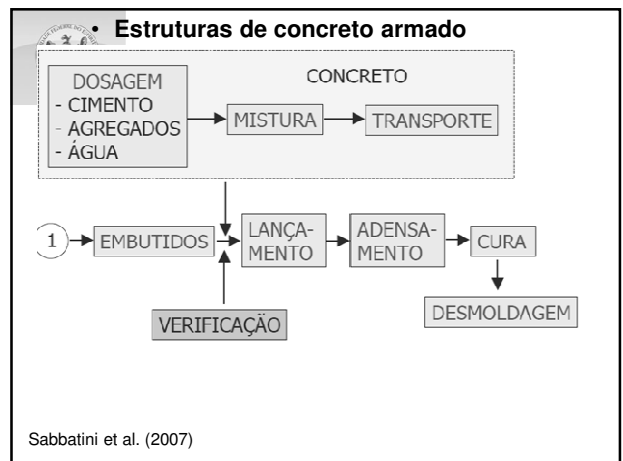 • Estruturas de concreto armado
CONCRETO
DOSAGEM
- CIMENTO
- AGREGADOS
- ÁGUA
MISTURA
TRANSPORTE
1
EMBUTIDOS
LANÇA-
MENTO
ADENSA-
MENTO
CURA
VERIFICAÇÃO
DESMOLDAGEM
Sabbatini et al. (2007)